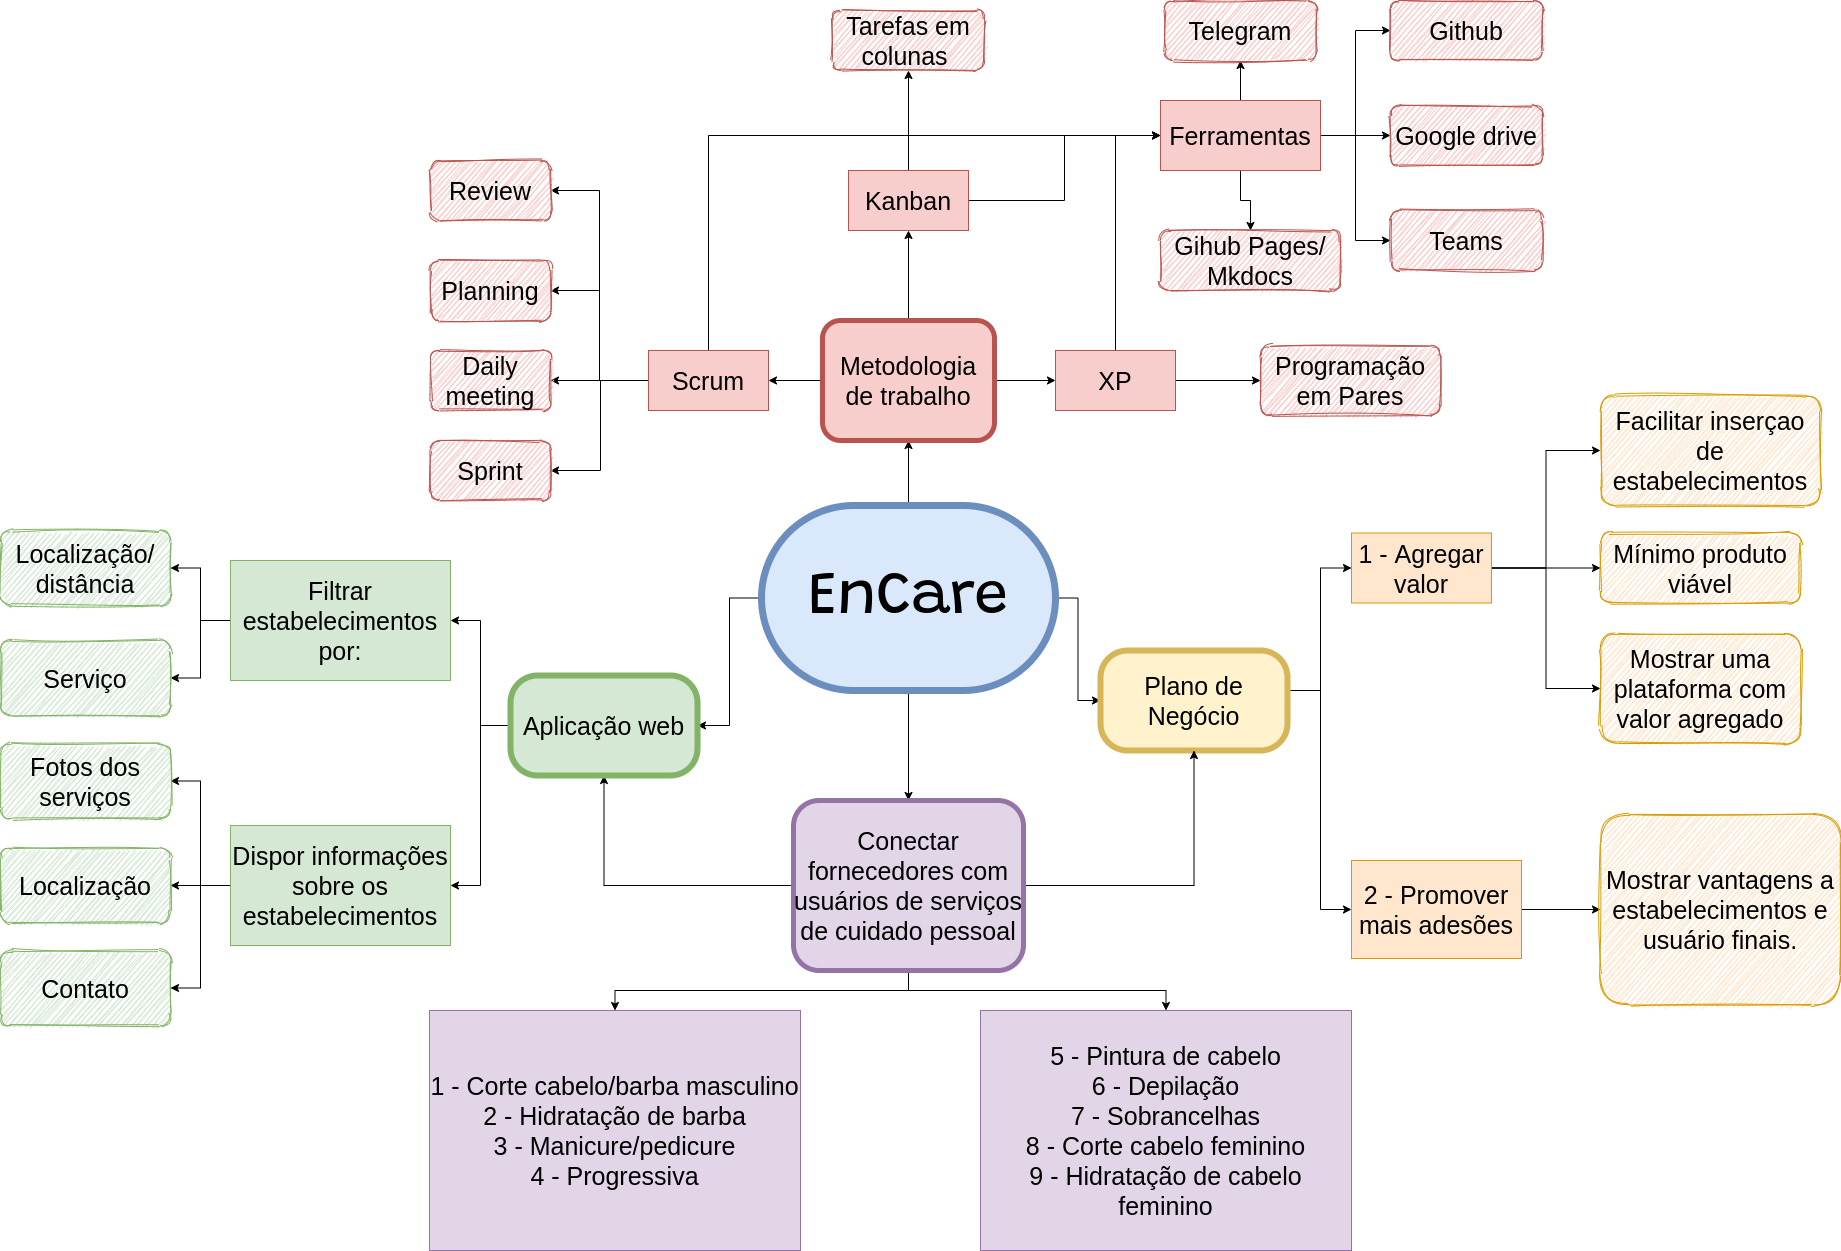 Tarefas em
colunas
Telegram
Github
Ferramentas
Google drive
Review
Kanban
Gihub Pages/
Mkdocs
Teams
Planning
Daily
meeting
Scrum
Metodologia
de trabalho
XP
Programação
em Pares
Sprint
Facilitar inserçao
de
estabelecimentos
Localização/
distância
Filtrar
estabelecimentos
por:
EnCare
1 - Agregar
valor
Mínimo produto
viável
Serviço
Aplicação web
Plano de
Negócio
Mostrar uma
plataforma com
valor agregado
Fotos dos
serviços
Dispor informações
sobre os
estabelecimentos
Localização
Contato
Conectar
fornecedores com
usuários de serviços
de cuidado pessoal
2 - Promover
mais adesões
Mostrar vantagens a
estabelecimentos e
usuário finais.
1 - Corte cabelo/barba masculino
2 - Hidratação de barba
3 - Manicure/pedicure
4 - Progressiva
5 - Pintura de cabelo
6 - Depilação
7 - Sobrancelhas
8 - Corte cabelo feminino
9 - Hidratação de cabelo
feminino